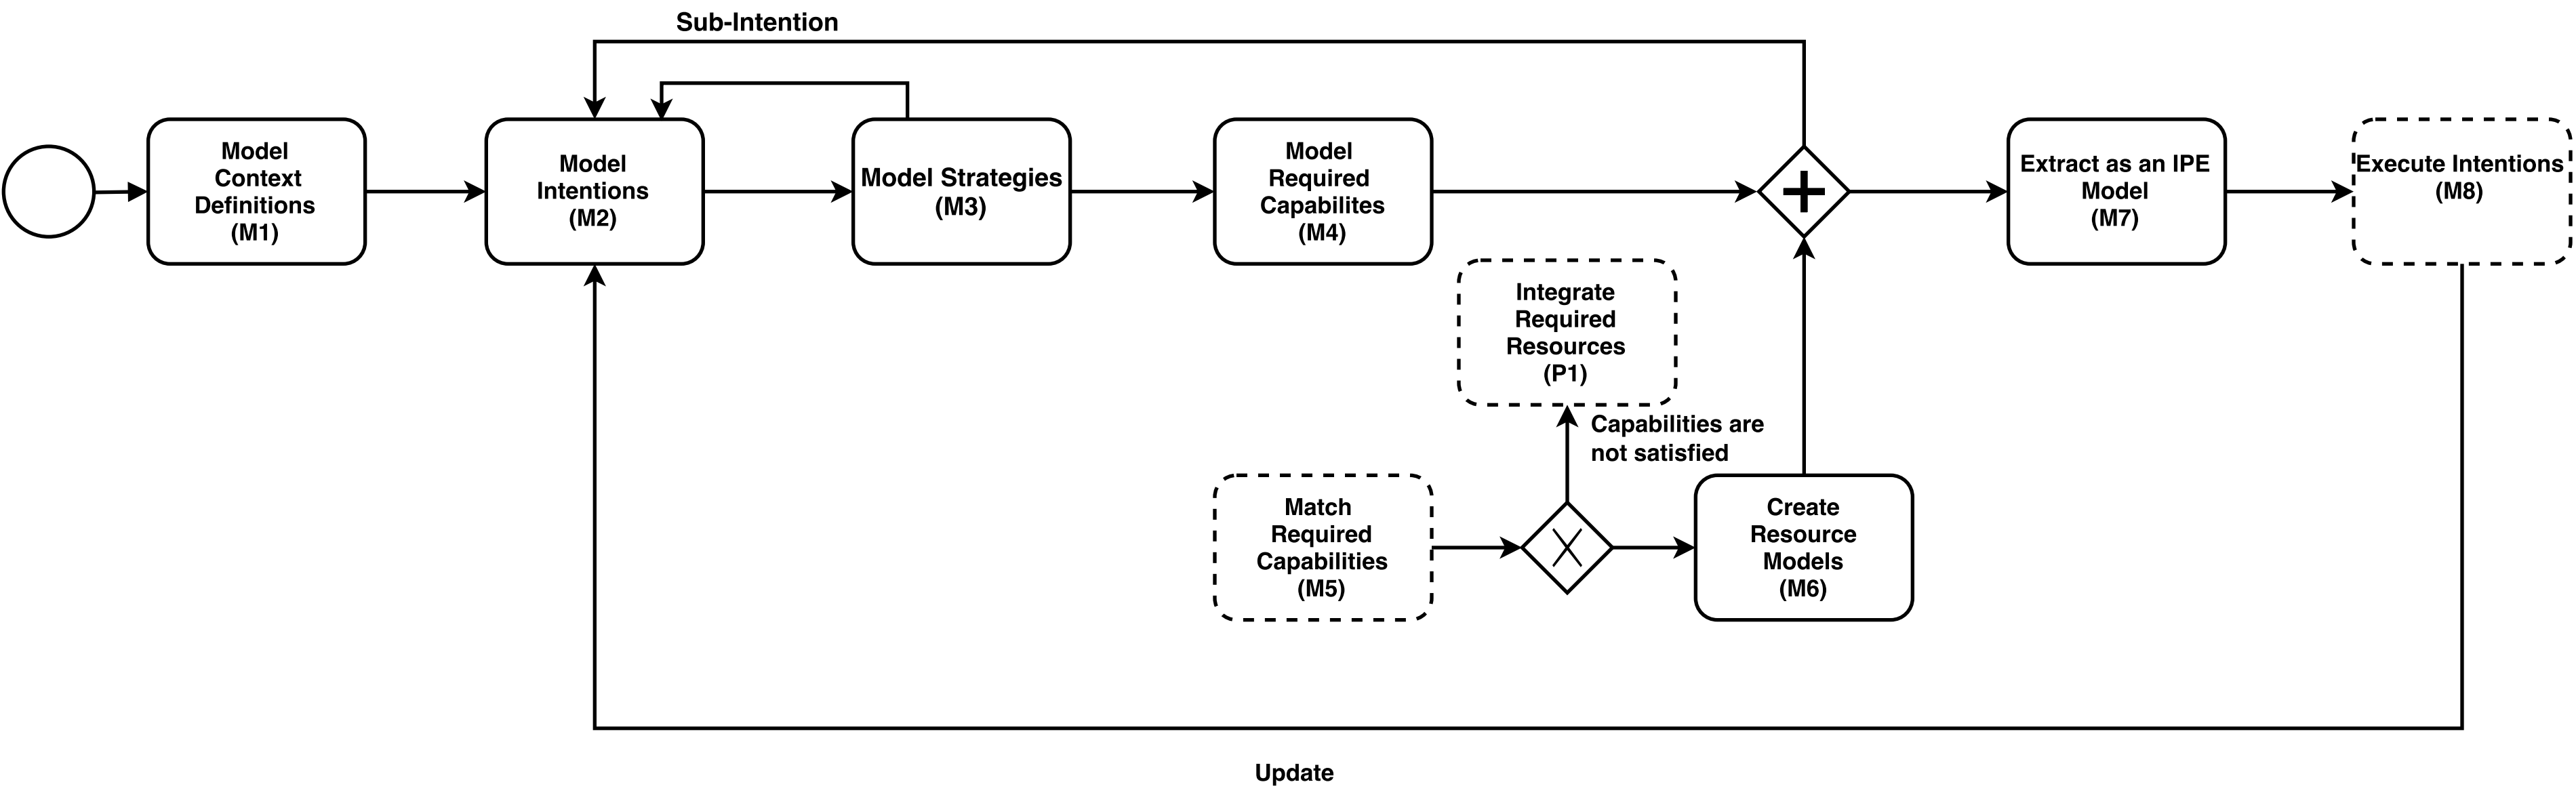 Sub-Intention
Model
Context
Definitions
(M1)
Model
Intentions
(M2)
Model Strategies
(M3)
Model
Required
Capabilites
(M4)
Extract as an IPE
Model
(M7)
Execute Intentions
(M8)
Integrate
Required
Resources
(P1)
Capabilities are
not satisfied
Match
Required
Capabilities
(M5)
Create
Resource
Models
(M6)
Update